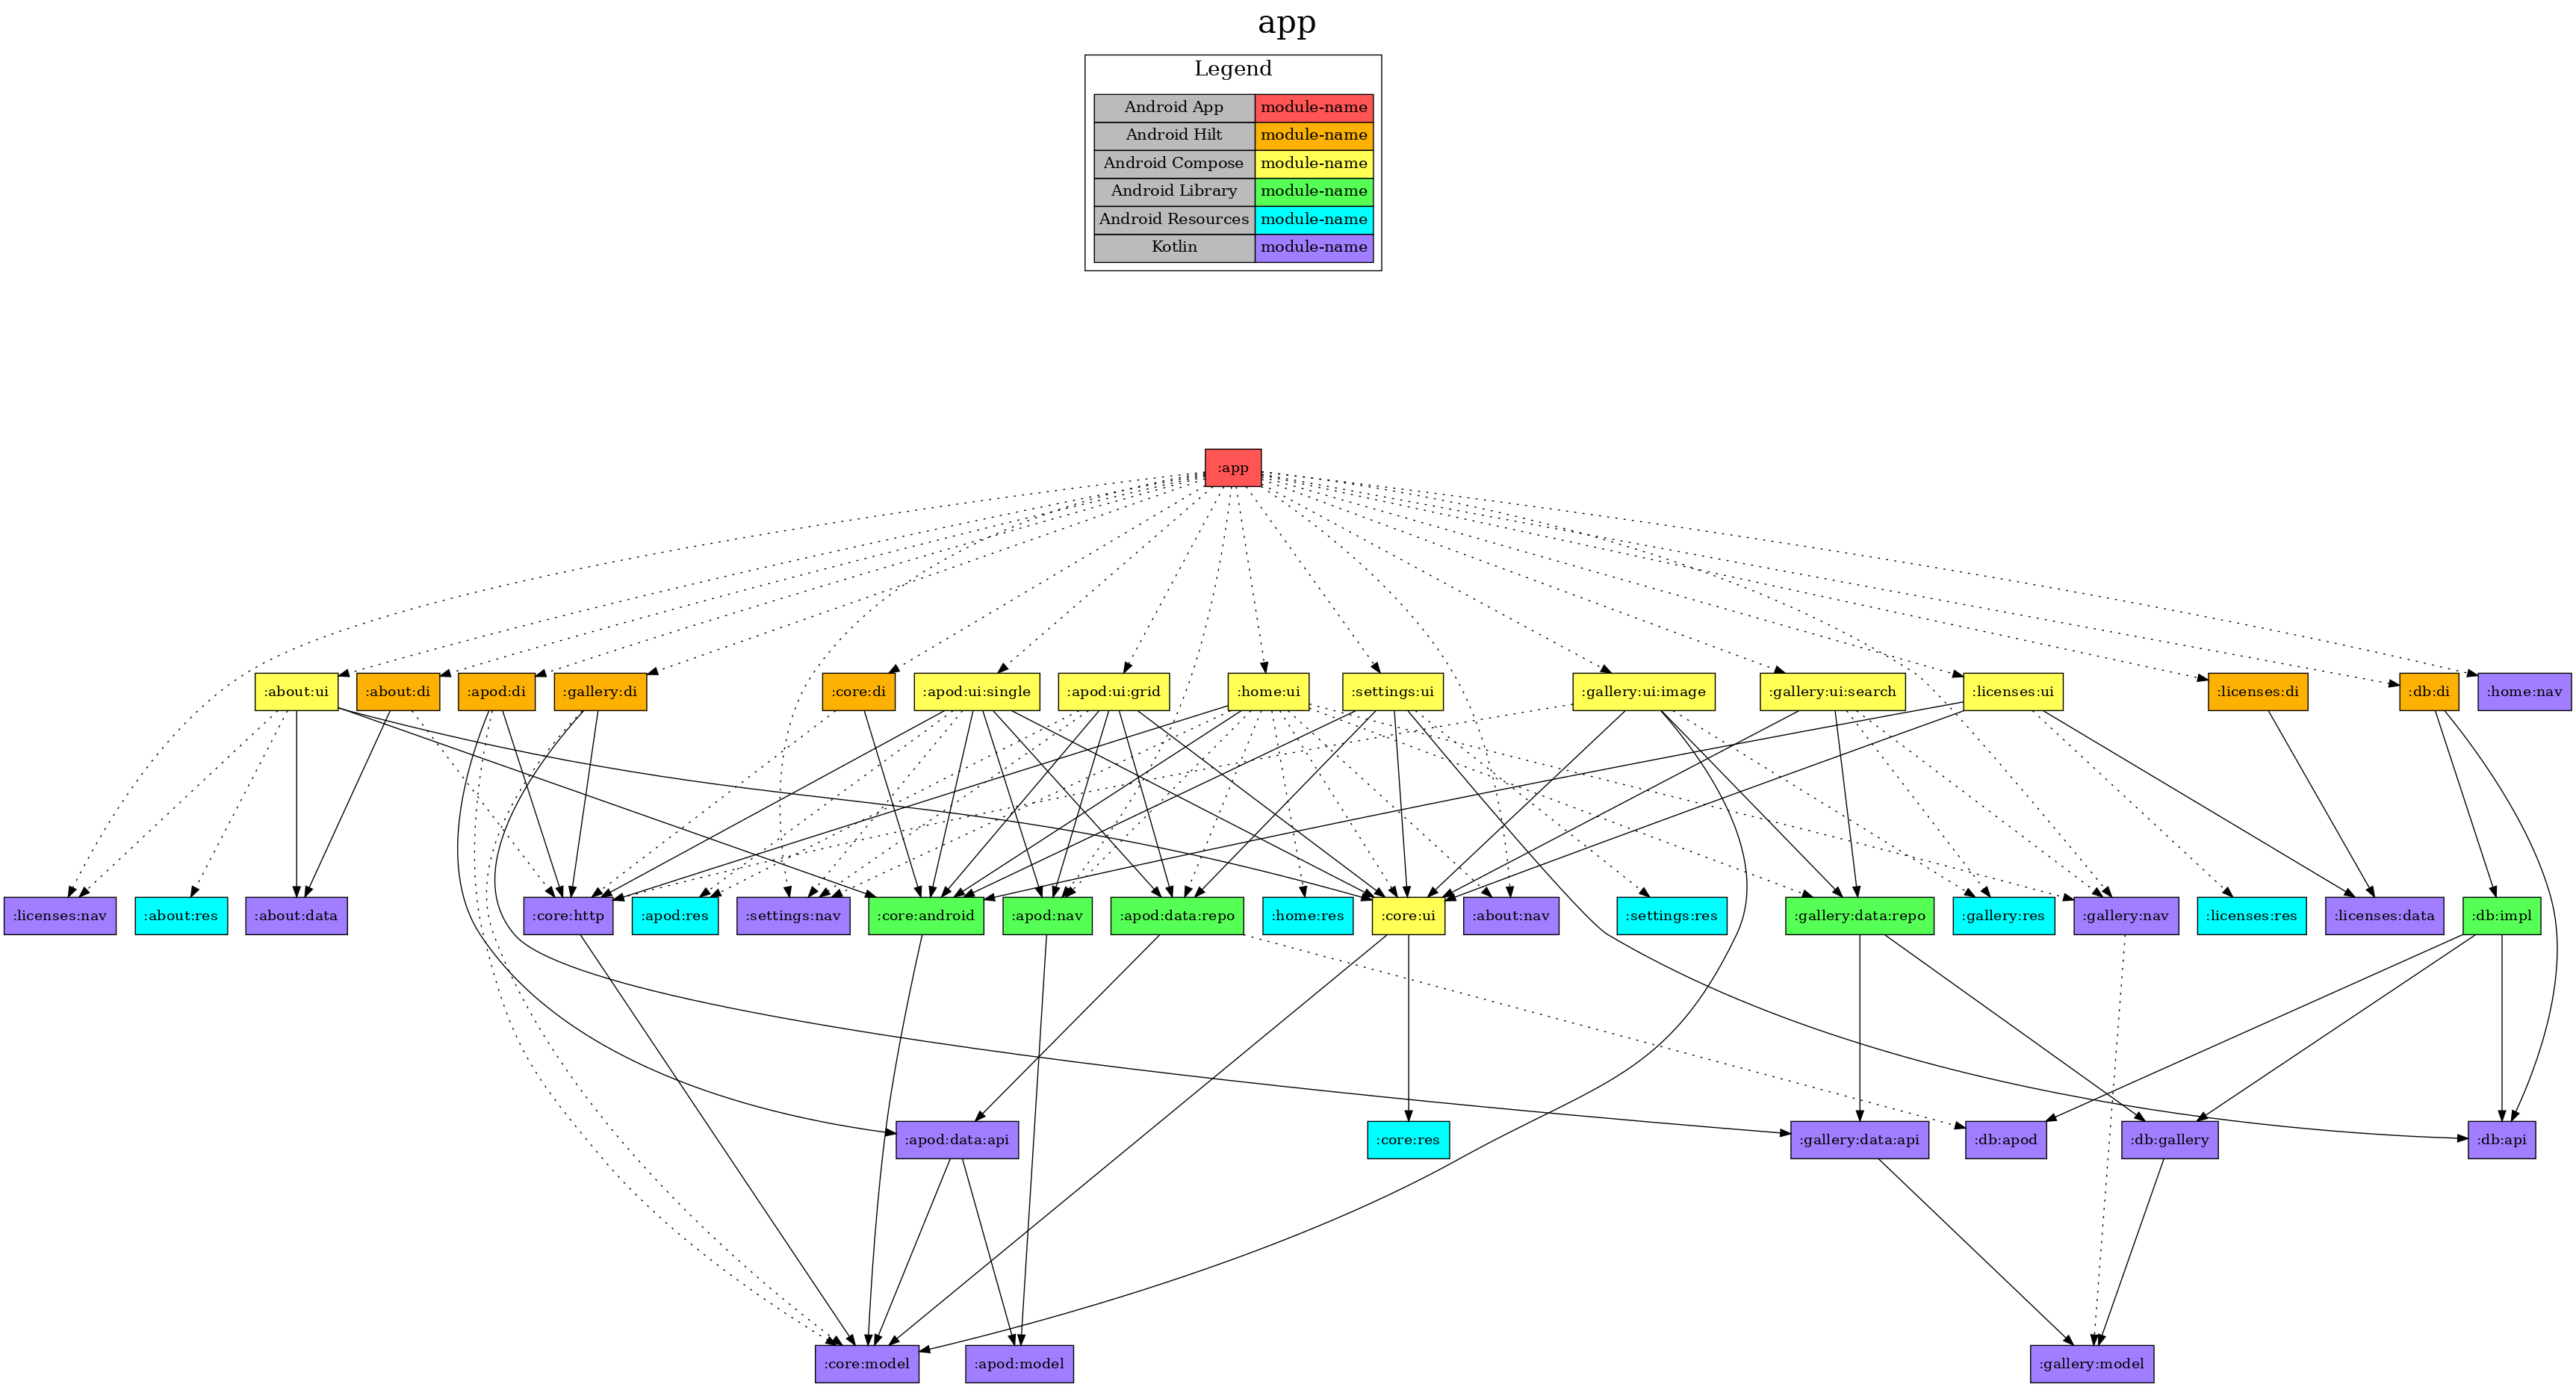 app
Legend
Android App module-name
Android Hilt module-name
Android Compose module-name
Android Library module-name
Android Resources module-name
Kotlin module-name
:app
:about:ui :about:di :apod:di :gallery:di :core:di :apod:ui:single :apod:ui:grid :home:ui :settings:ui :gallery:ui:image :gallery:ui:search :licenses:ui :licenses:di :db:di :home:nav
:licenses:nav :about:res :about:data :core:http :apod:res :settings:nav :core:android :apod:nav :apod:data:repo :home:res :core:ui :about:nav :settings:res :gallery:data:repo :gallery:res :gallery:nav :licenses:res :licenses:data :db:impl
:apod:data:api :core:res :gallery:data:api :db:apod :db:gallery :db:api
:core:model :apod:model :gallery:model